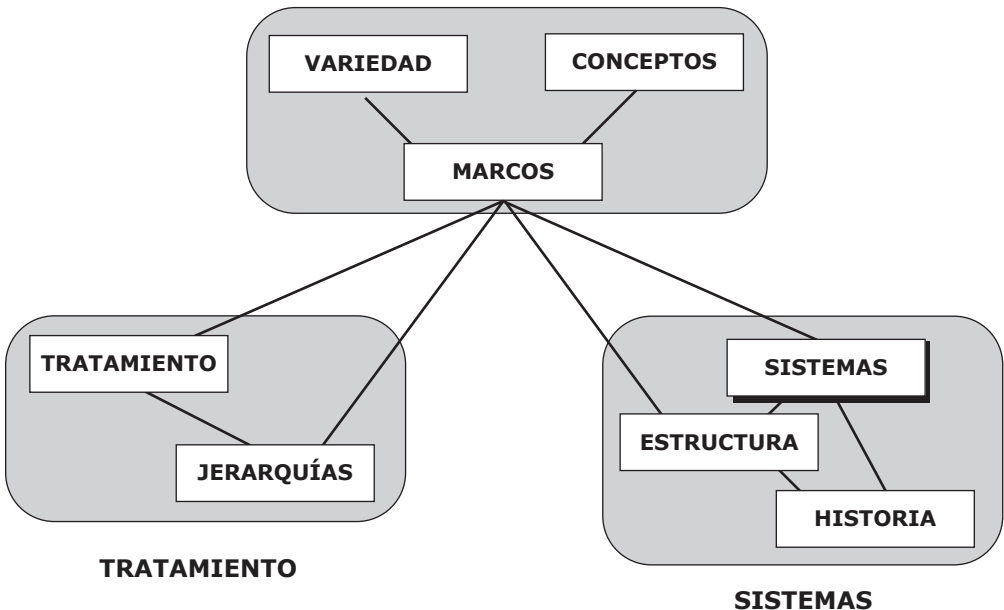 VARIEDAD
CONCEPTOS
MARCOS
TRATAMIENTO
JERARQUÍAS
SISTEMAS
ESTRUCTURA
HISTORIA
TRATAMIENTO
SISTEMAS